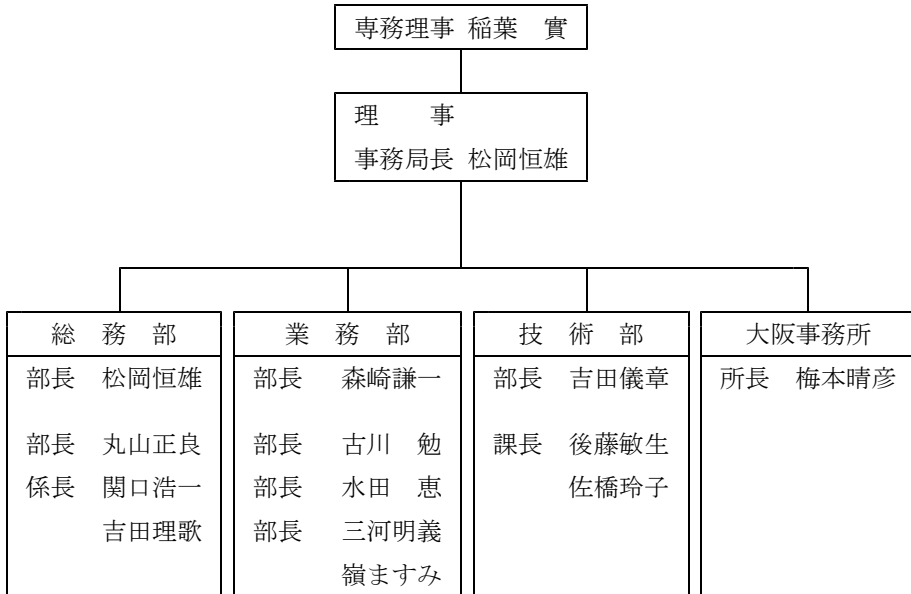 専務理事 稲葉　實
理　　事
事務局長 松岡恒雄
総　務　部
部長　松岡恒雄
部長　丸山正良
係長　関口浩一
吉田理歌
業　務　部
部長　森崎謙一
部長　古川　勉
部長　水田　恵
部長　三河明義
嶺ますみ
技　術　部
部長　吉田儀章
課長　後藤敏生
佐橋玲子
大阪事務所
所長　梅本晴彦